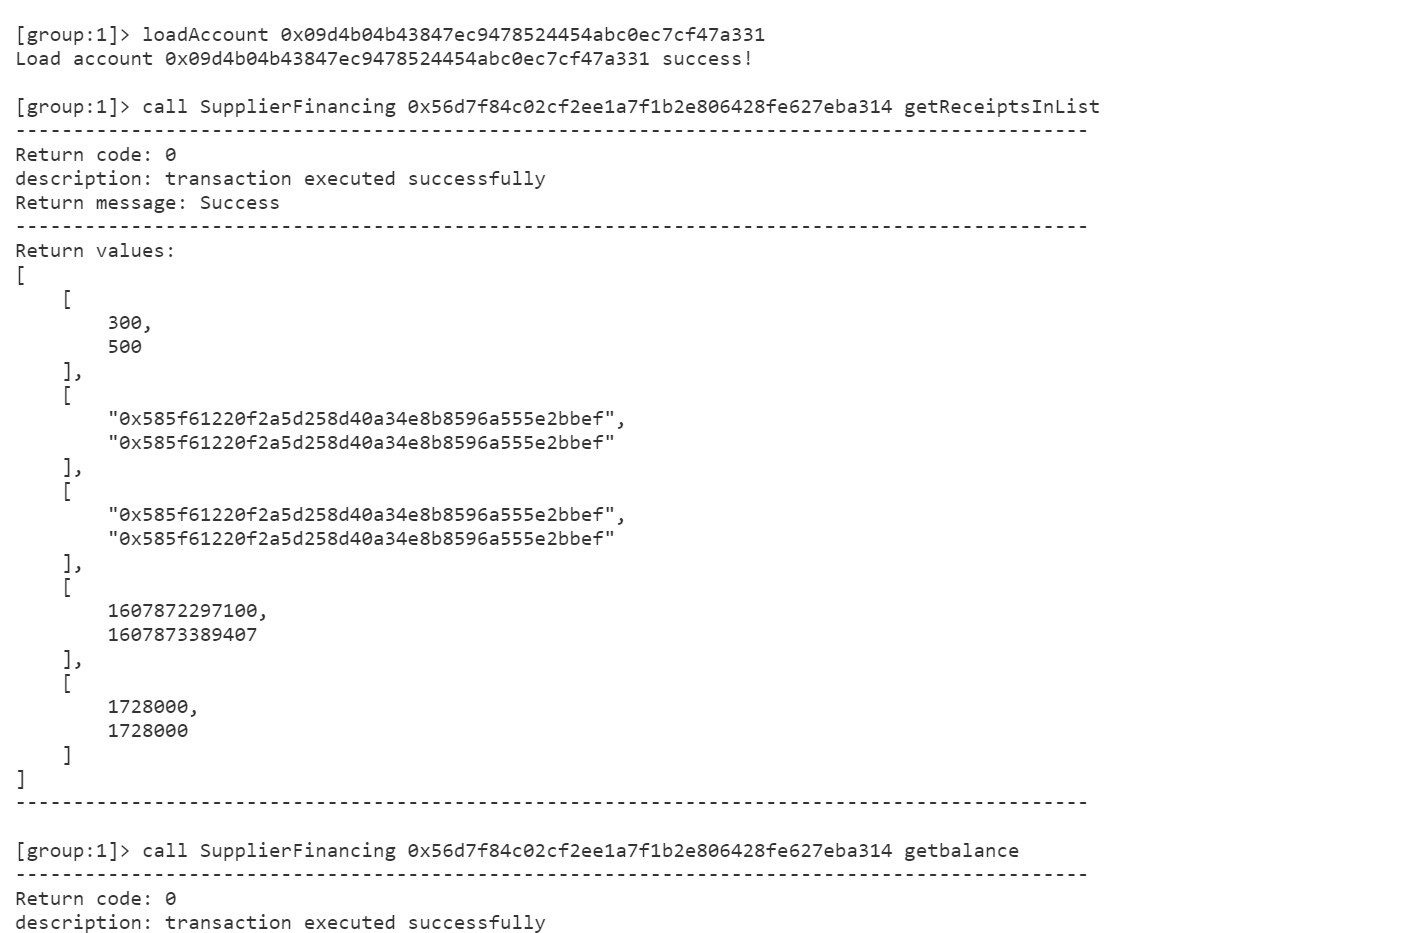 [group:1]> loadAccount 0x09d4b04b43847ec9478524454abc0ec7cf47a331
Load account 0x09d4b04b43847ec9478524454abc0ec7cf47a331 success!
[group:1]> call SupplierFinancing 0x56d7f84c02cf2ee1a7f1b2e806428fe627eba314 getReceiptsInList
---------------------------------------------------------------------------------------------
Return code: 0
description: transaction executed successfully
Return message: Success
---------------------------------------------------------------------------------------------
Return values:
[
    [
        300,
        500
    ],
    [
        "0x585f61220f2a5d258d40a34e8b8596a555e2bbef",
        "0x585f61220f2a5d258d40a34e8b8596a555e2bbef"
    ],
    [
        "0x585f61220f2a5d258d40a34e8b8596a555e2bbef",
        "0x585f61220f2a5d258d40a34e8b8596a555e2bbef"
    ],
    [
        1607872297100,
        1607873389407
    ],
    [
        1728000,
        1728000
    ]
]
---------------------------------------------------------------------------------------------
[group:1]> call SupplierFinancing 0x56d7f84c02cf2ee1a7f1b2e806428fe627eba314 getbalance
---------------------------------------------------------------------------------------------
Return code: 0
description: transaction executed successfully